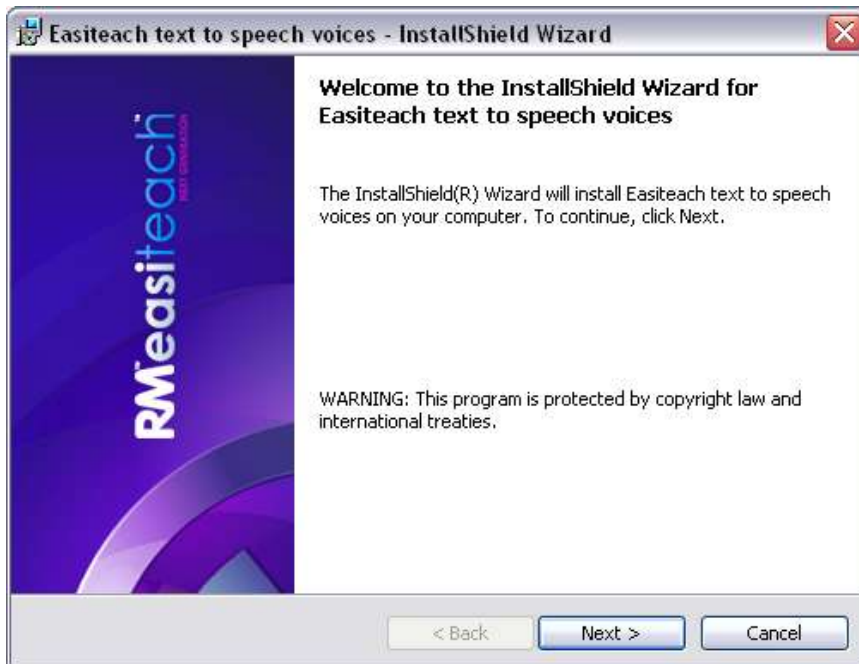 Easiteach text to speech voices - InstallShield Wizard
RM easiteach
NEXT GENERATION
Welcome to the InstallShield Wizard for
Easiteach text to speech voices
The InstallShield(R) Wizard will install Easiteach text to speech
voices on your computer. To continue, click Next.
WARNING: This program is protected by copyright law and
international treaties.
< Back
Next >
Cancel